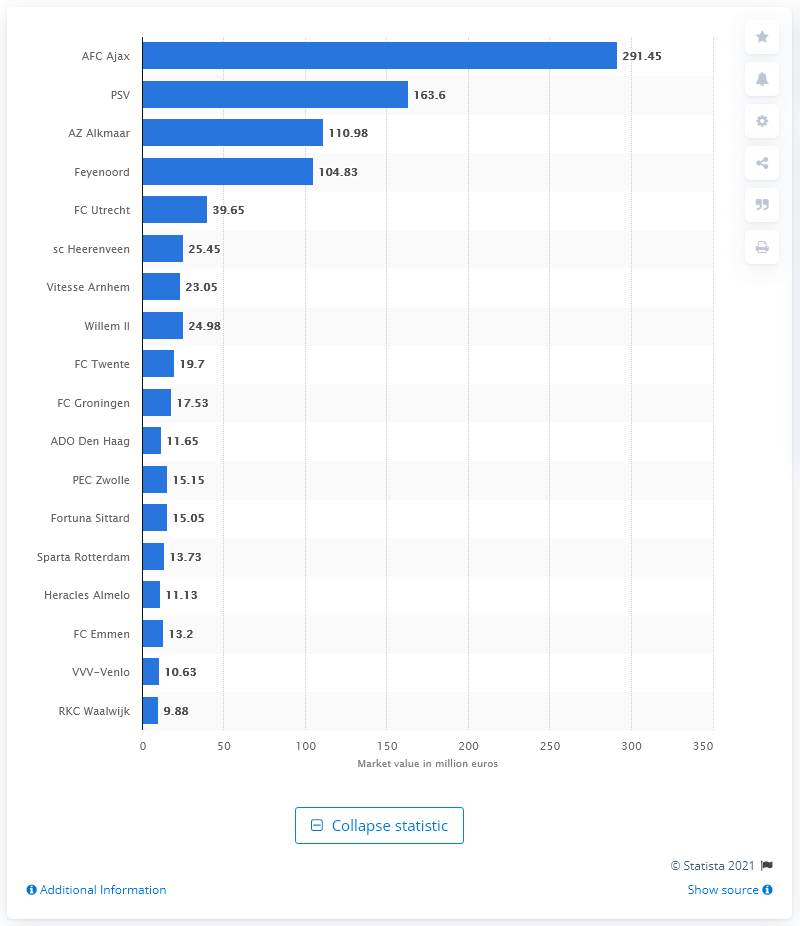 AFC Ajax 291.45
PSV 163.6
AZ Alkmaar 110.98
Feyenoord 104.83
FC Utrecht 39.65
sc Heerenveen 25.45
Vitesse Arnhem 23.05
Willem II 24.98
FC Twente 19.7
FC Groningen 17.53
ADO Den Haag 11.65
PEC Zwolle 15.15
Fortuna Sittard 15.05
Sparta Rotterdam 13.73
Heracles Almelo 11.13
FC Emmen 13.2
VVV-Venlo 10.63
RKC Waalwijk 9.88
0 50 100 150 200 250 300 350
Market value in million euros
Collapse statistic
© Statista 2021
Additional Information Show source